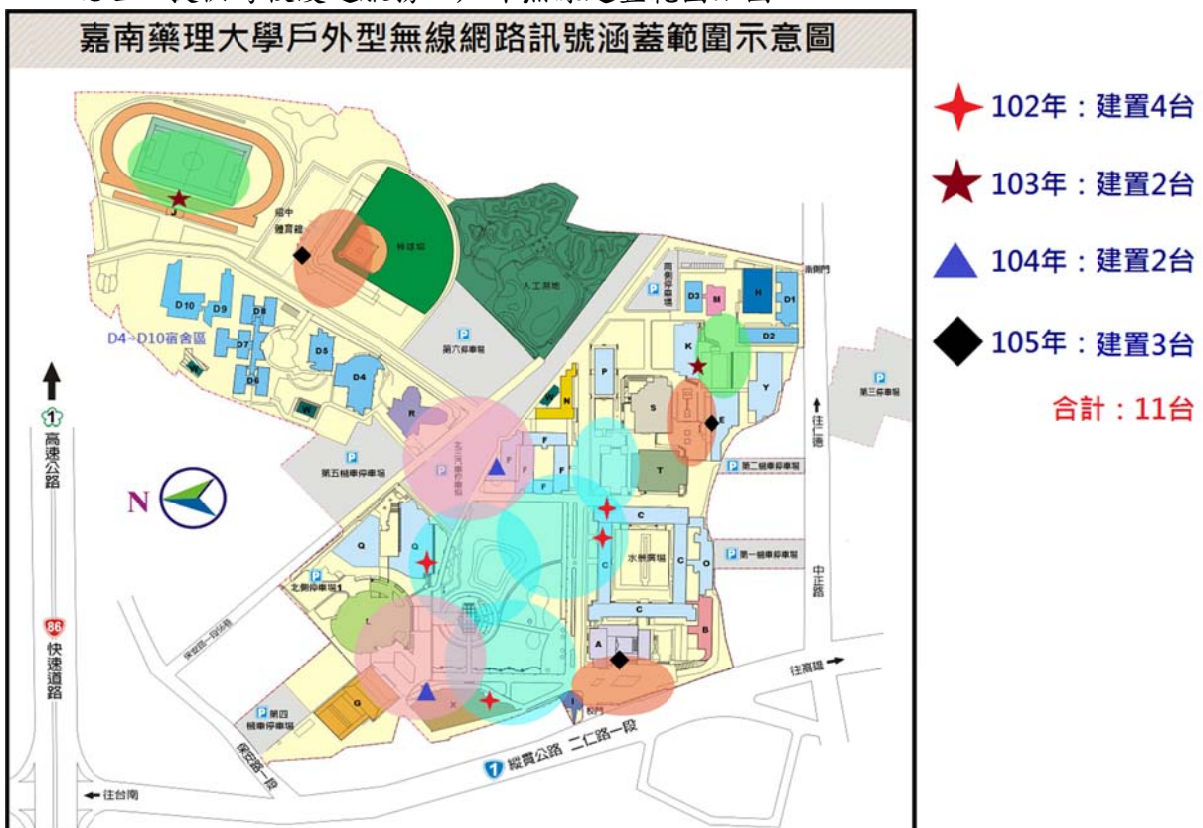 嘉南藥理大學戶外型無線網路訊號涵蓋範圍示意圖
102年：建置4台
103年：建置2台
104年：建置2台
105年：建置3台
合計：11台
J
紹中
體育館
棒球場
人工溼地
南側停車場
P
南側門
D3
M
H
D1
D2
K
Y
D10
D9
D8
D7
D6
D5
D4
D4~D10宿舍區
P
第六停車場
W
W
R
N
P
S
E
T
F
F
F
F
F
P
第三停車場
往仁德
P 第二機車停車場
P
第五機車停車場
P
N
1
高速公路
86
快速道路
Q
Q
P
北側停車場1
C
C
水景廣場
C
C
O
P 第一機車停車場
中正路
L
A
B
G
X
I
校門
P 第四
機車停車場
保安路一段
往高雄
1 縱貫公路 二仁路一段
往台南